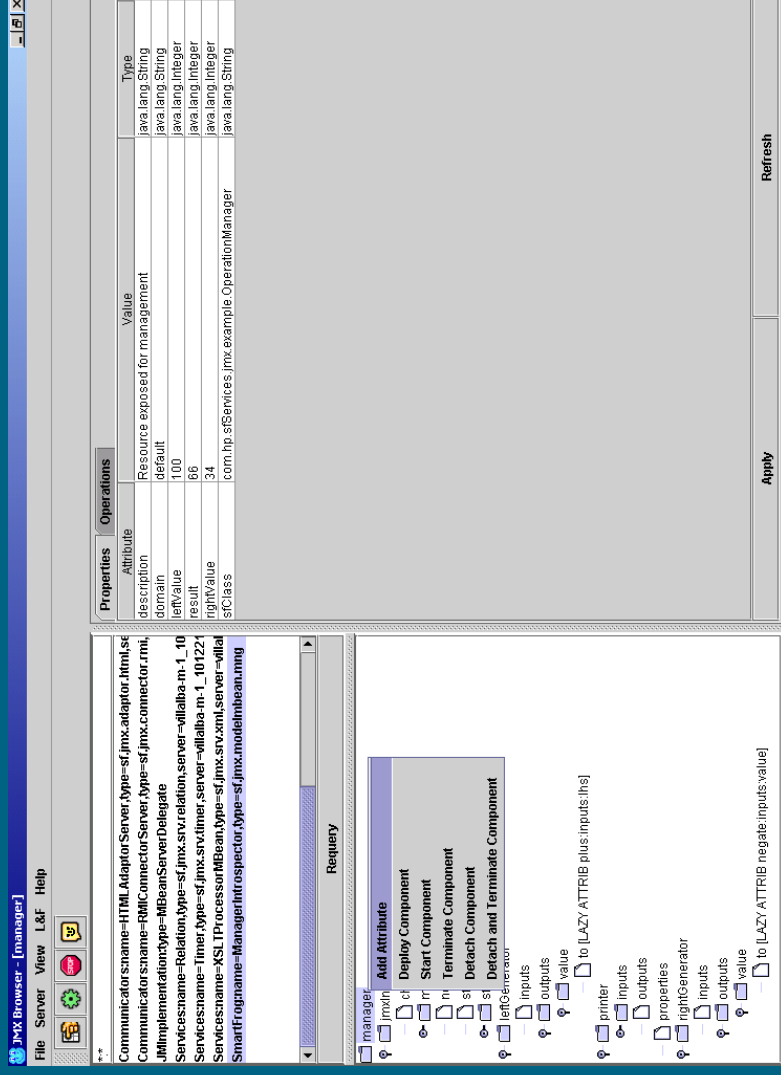 JMX Browser - [manager]
File Server View L&F Help
STOP
*:*
Communicators:name=HTMLAdaptorServer,type=sf.jmx.adaptor.html,se
Communicators:name=RMIConnectorServer,type=sf.jmx.connector.rmi,
JMImplementation:type=MBeanServerDelegate
Services:name=Relation,type=sf.jmx.srv.relation,server=villalba-m-1_10
Services:name=Timer,type=sf.jmx.srv.timer,server=villalba-m-1_101221
Services:name=XSLTProcessorMBean,type=sf.jmx.srv.xml,server=villal
SmartFrog:name=ManagerIntrospector,type=sf.jmx.modelmbean.mng
Requery
manager
jmxIn
ch
m
nu
st
st
leftGenerator
inputs
outputs
value
to [LAZY ATTRIB plus:inputs:lhs]
printer
inputs
outputs
properties
rightGenerator
inputs
outputs
value
to [LAZY ATTRIB negate:inputs:value]
Add Attribute
Deploy Component
Start Component
Terminate Component
Detach Component
Detach and Terminate Component
Properties Operations
Attribute Value Type
description Resource exposed for management java.lang.String
domain default java.lang.String
leftValue 100 java.lang.Integer
result 66 java.lang.Integer
rightValue 34 java.lang.Integer
sfClass com.hp.sfServices.jmx.example.OperationManager java.lang.String
Apply Refresh